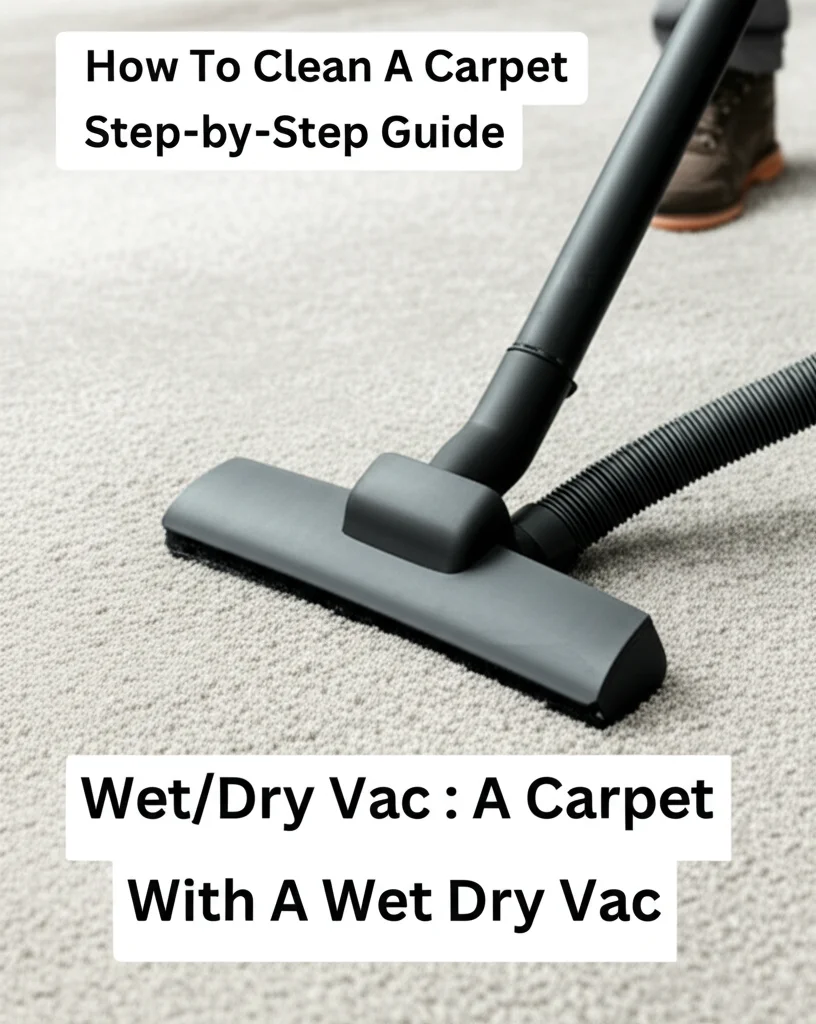 How To Clean A Carpet
Step-by-Step Guide
Wet/Dry Vac : A Carpet
With A Wet Dry Vac